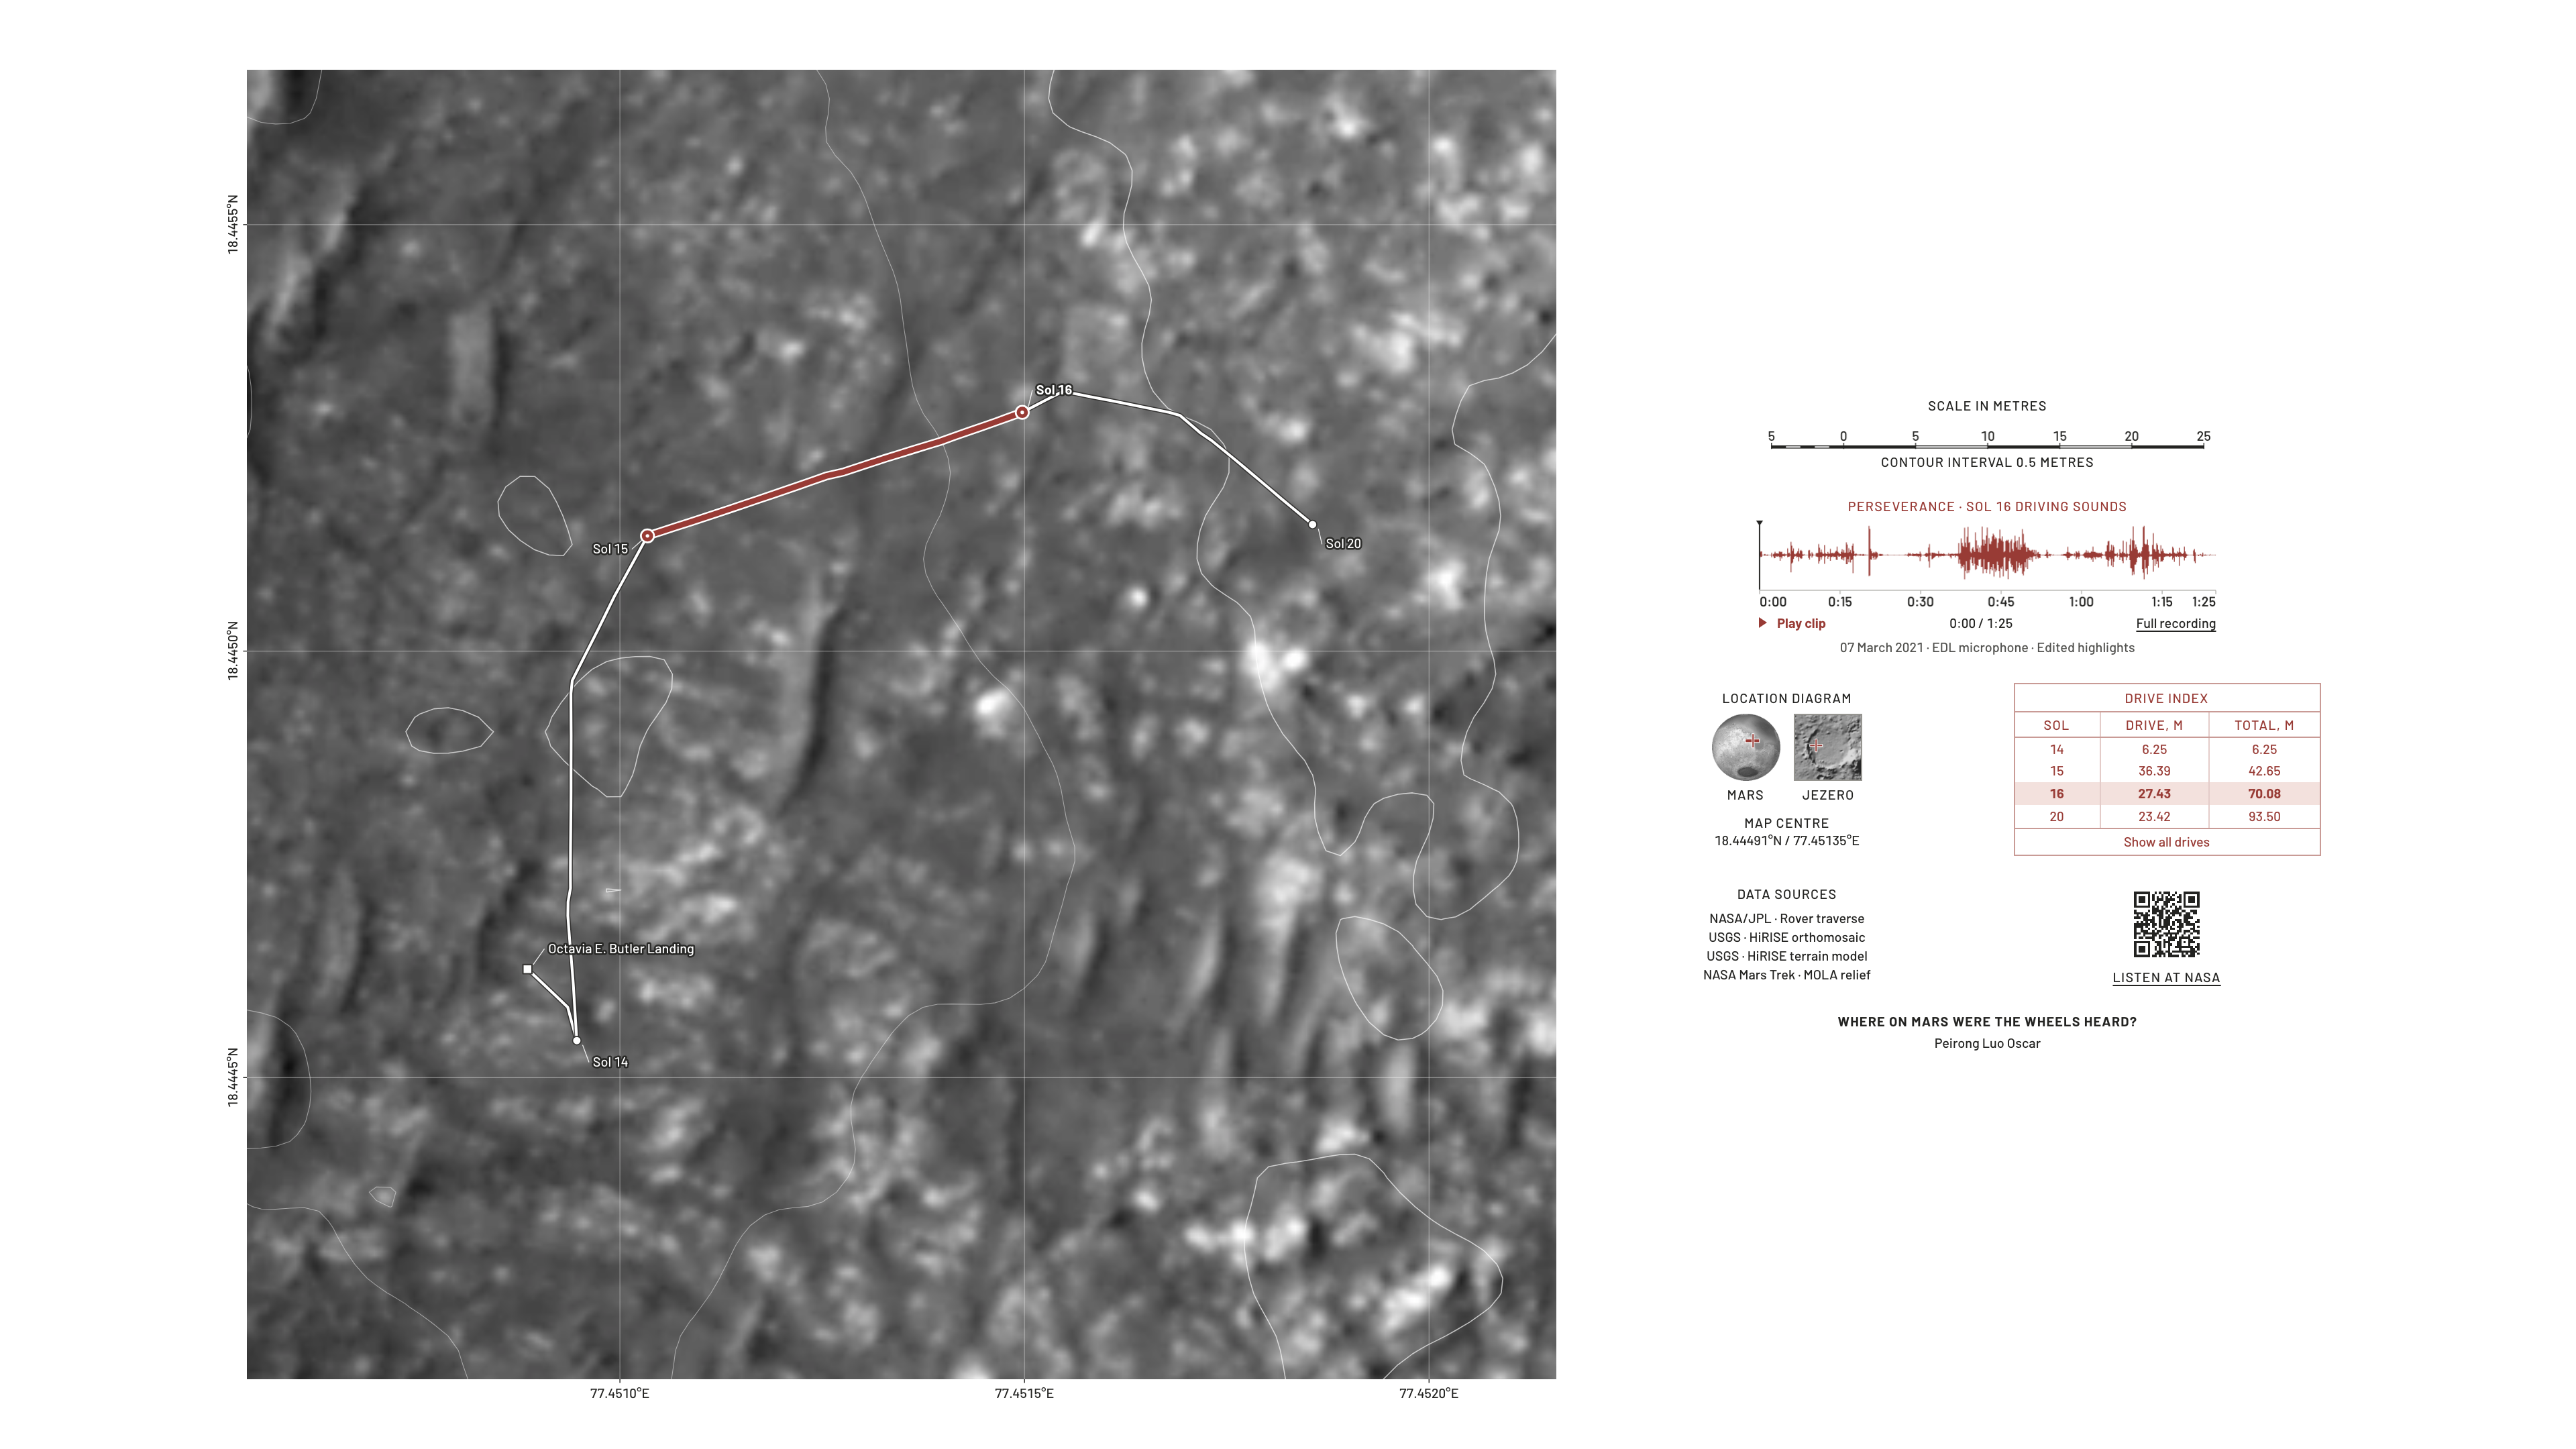 18.4455°N
18.4450°N
18.4445°N
77.4510°E
77.4515°E
77.4520°E
Sol 16
Sol 15
Sol 20
Octavia E. Butler Landing
Sol 14
SCALE IN METRES
5 0 5 10 15 20 25
CONTOUR INTERVAL 0.5 METRES
PERSEVERANCE · SOL 16 DRIVING SOUNDS
0:00 0:15 0:30 0:45 1:00 1:15 1:25
Play clip 0:00 / 1:25 Full recording
07 March 2021 · EDL microphone · Edited highlights
LOCATION DIAGRAM
MARS JEZERO
MAP CENTRE
18.44491°N / 77.45135°E
DRIVE INDEX
SOL DRIVE, M TOTAL, M
14 6.25 6.25
15 36.39 42.65
16 27.43 70.08
20 23.42 93.50
Show all drives
DATA SOURCES
NASA/JPL · Rover traverse
USGS · HiRISE orthomosaic
USGS · HiRISE terrain model
NASA Mars Trek · MOLA relief
LISTEN AT NASA
WHERE ON MARS WERE THE WHEELS HEARD?
Peirong Luo Oscar